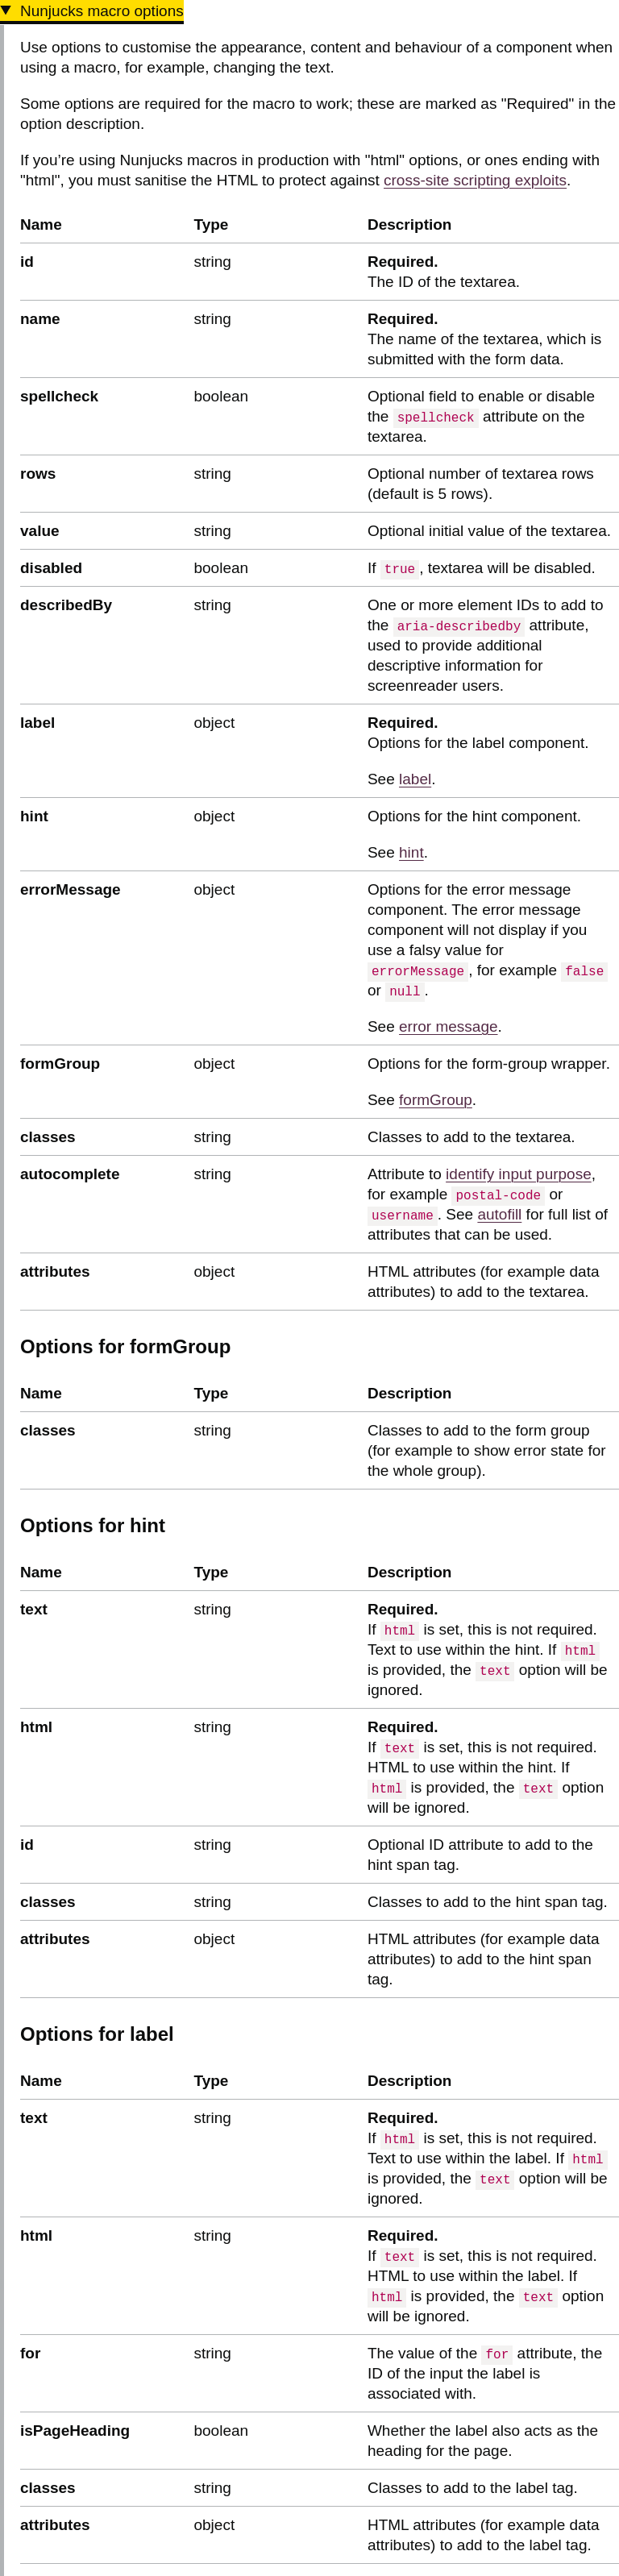 ▼ Nunjucks macro options
Use options to customise the appearance, content and behaviour of a component when
using a macro, for example, changing the text.
Some options are required for the macro to work; these are marked as "Required" in the
option description.
If you’re using Nunjucks macros in production with "html" options, or ones ending with
"html", you must sanitise the HTML to protect against cross-site scripting exploits.
Name Type Description
id string Required.
The ID of the textarea.
name string Required.
The name of the textarea, which is
submitted with the form data.
spellcheck boolean Optional field to enable or disable
the spellcheck attribute on the
textarea.
rows string Optional number of textarea rows
(default is 5 rows).
value string Optional initial value of the textarea.
disabled boolean If true, textarea will be disabled.
describedBy string One or more element IDs to add to
the aria-describedby attribute,
used to provide additional
descriptive information for
screenreader users.
label object Required.
Options for the label component.
See label.
hint object Options for the hint component.
See hint.
errorMessage object Options for the error message
component. The error message
component will not display if you
use a falsy value for
errorMessage, for example false
or null.
See error message.
formGroup object Options for the form-group wrapper.
See formGroup.
classes string Classes to add to the textarea.
autocomplete string Attribute to identify input purpose,
for example postal-code or
username. See autofill for full list of
attributes that can be used.
attributes object HTML attributes (for example data
attributes) to add to the textarea.
Options for formGroup
Name Type Description
classes string Classes to add to the form group
(for example to show error state for
the whole group).
Options for hint
Name Type Description
text string Required.
If html is set, this is not required.
Text to use within the hint. If html
is provided, the text option will be
ignored.
html string Required.
If text is set, this is not required.
HTML to use within the hint. If
html is provided, the text option
will be ignored.
id string Optional ID attribute to add to the
hint span tag.
classes string Classes to add to the hint span tag.
attributes object HTML attributes (for example data
attributes) to add to the hint span
tag.
Options for label
Name Type Description
text string Required.
If html is set, this is not required.
Text to use within the label. If html
is provided, the text option will be
ignored.
html string Required.
If text is set, this is not required.
HTML to use within the label. If
html is provided, the text option
will be ignored.
for string The value of the for attribute, the
ID of the input the label is
associated with.
isPageHeading boolean Whether the label also acts as the
heading for the page.
classes string Classes to add to the label tag.
attributes object HTML attributes (for example data
attributes) to add to the label tag.